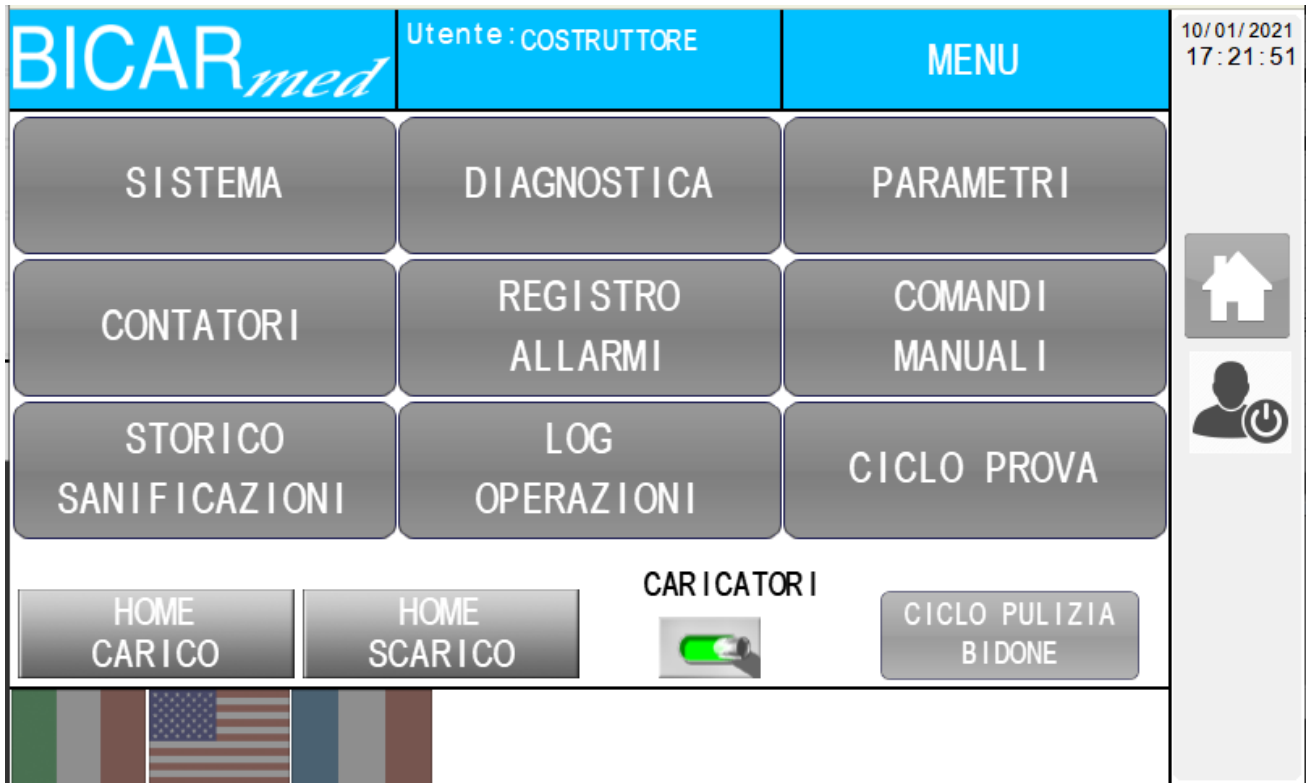 BICARmed
Utente: COSTRUTTORE
MENU
10/01/2021
17:21:51
SISTEMA
DIAGNOSTICA
PARAMETRI
CONTATORI
REGISTRO
ALLARMI
COMANDI
MANUALI
STORICO
SANIFICAZIONI
LOG
OPERAZIONI
CICLO PROVA
HOME
CARICO
HOME
SCARICO
CARICATORI
CICLO PULIZIA
BIDONE